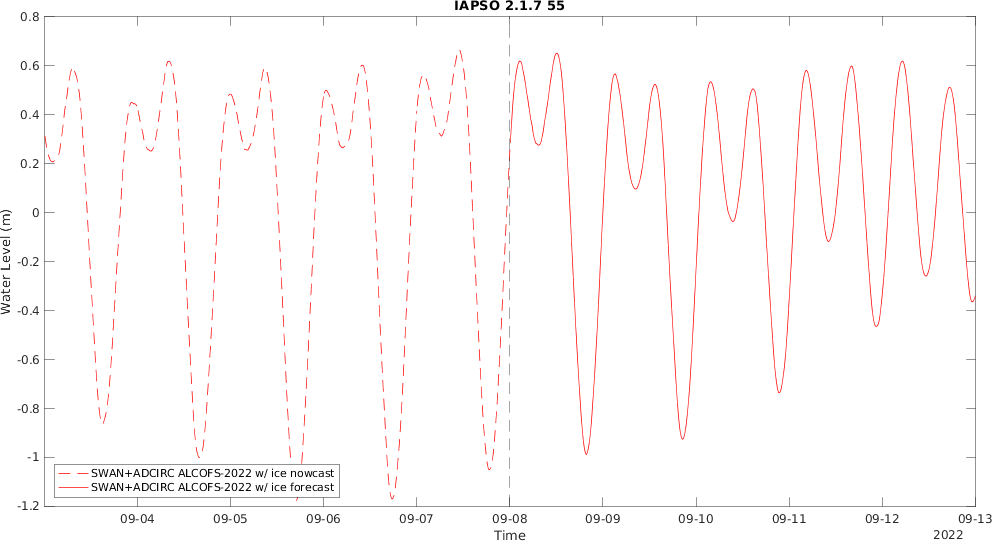 IAPSO 2.1.7 55
0.8
0.6
0.4
0.2
0
-0.2
-0.4
-0.6
-0.8
-1
-1.2
Water Level (m)
SWAN+ADCIRC ALCOFS-2022 w/ ice nowcast
SWAN+ADCIRC ALCOFS-2022 w/ ice forecast
09-04 09-05 09-06 09-07 09-08 09-09 09-10 09-11 09-12 09-13
Time
2022